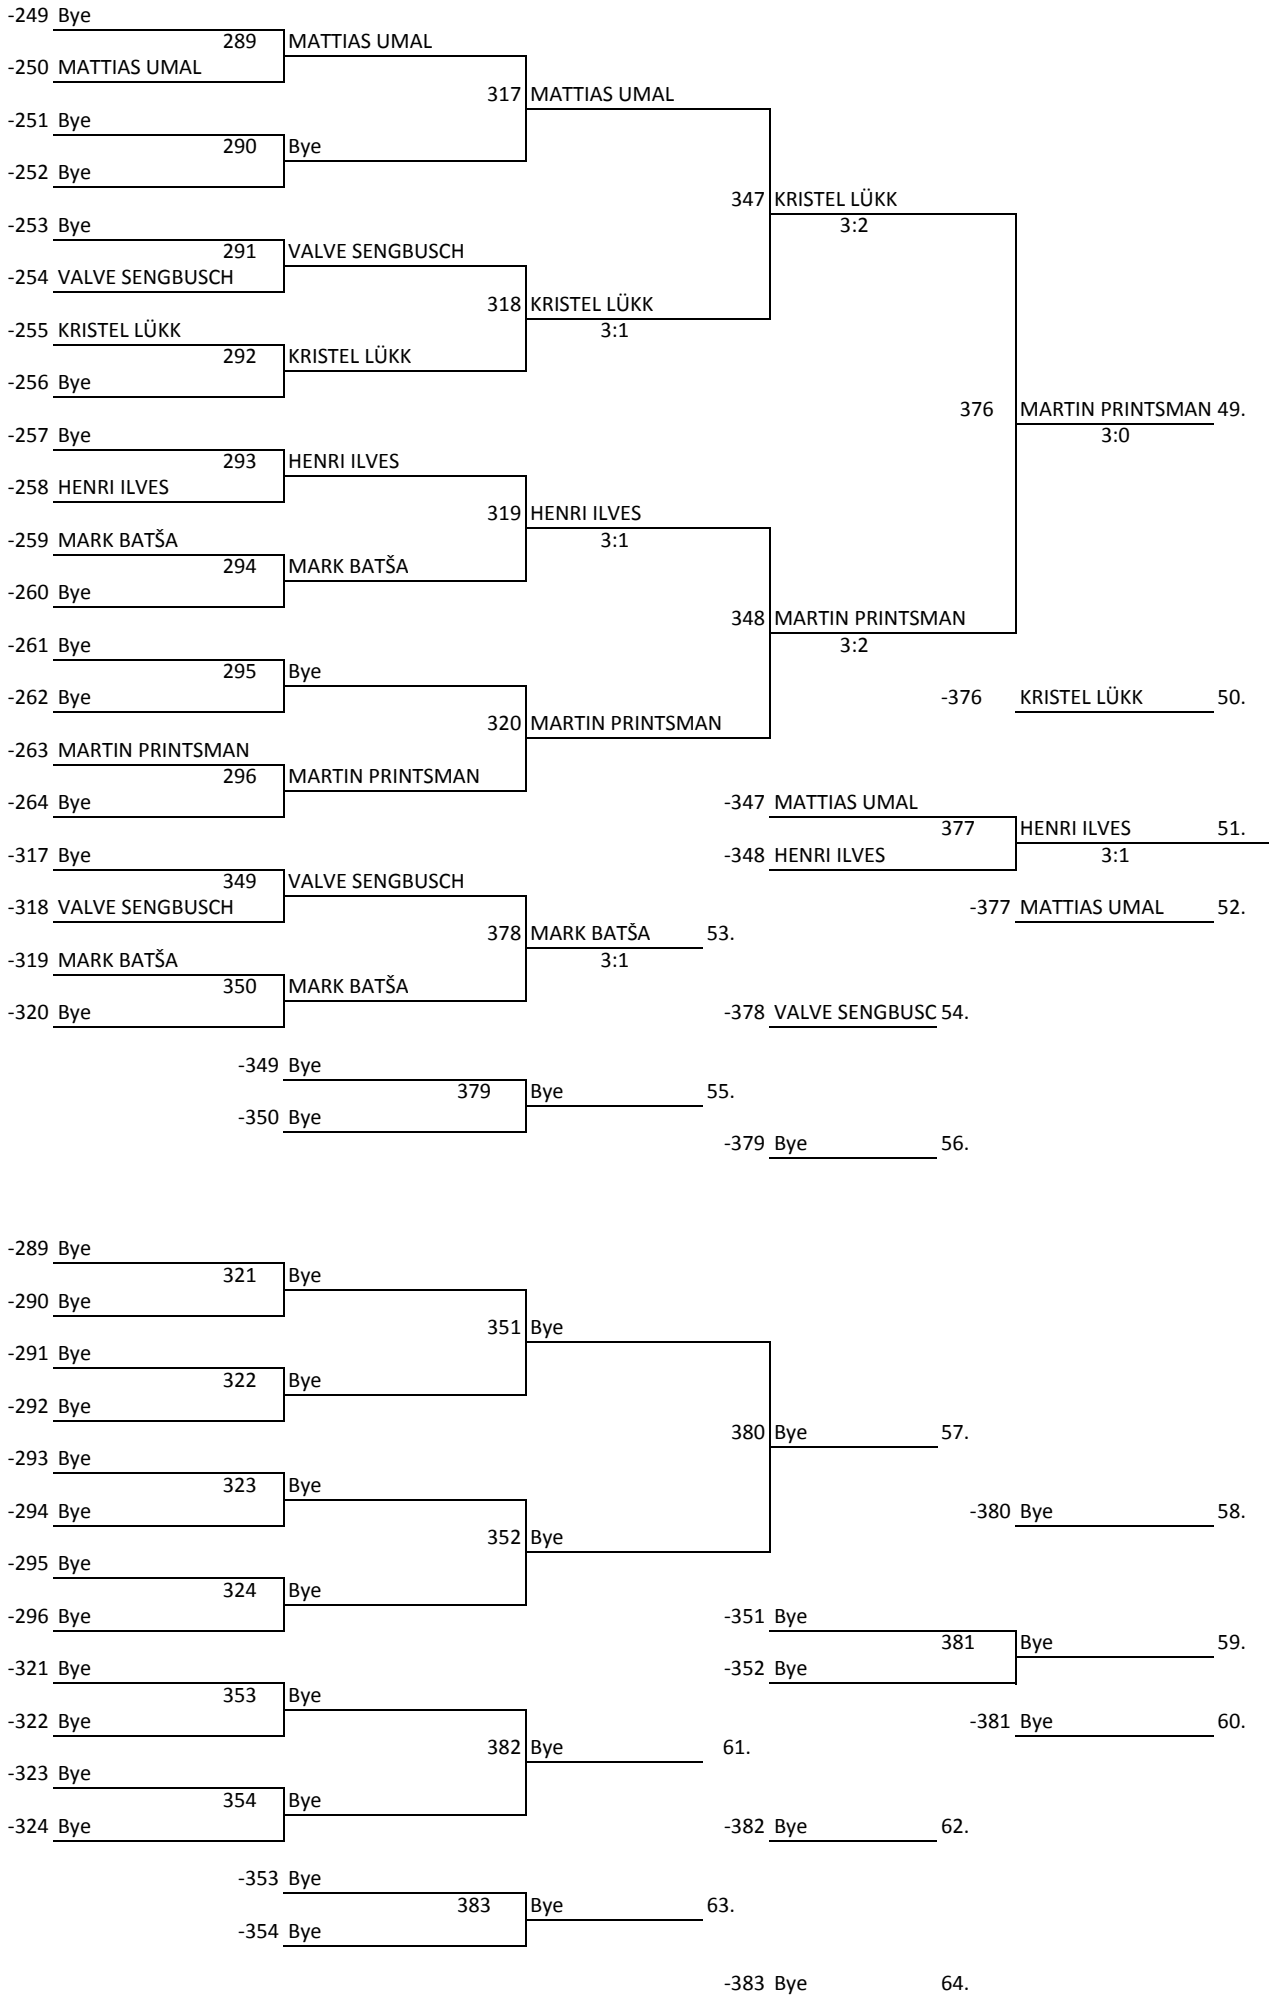 -249 Bye
289 MATTIAS UMAL
-250 MATTIAS UMAL
317 MATTIAS UMAL
-251 Bye
290 Bye
-252 Bye
347 KRISTEL LÜKK
3:2
-253 Bye
291 VALVE SENGBUSCH
-254 VALVE SENGBUSCH
318 KRISTEL LÜKK
3:1
-255 KRISTEL LÜKK
292 KRISTEL LÜKK
-256 Bye
376 MARTIN PRINTSMAN 49.
3:0
-257 Bye
293 HENRI ILVES
-258 HENRI ILVES
319 HENRI ILVES
3:1
-259 MARK BATŠA
294 MARK BATŠA
-260 Bye
348 MARTIN PRINTSMAN
3:2
-261 Bye
295 Bye
-262 Bye
-376 KRISTEL LÜKK 50.
320 MARTIN PRINTSMAN
-263 MARTIN PRINTSMAN
296 MARTIN PRINTSMAN
-264 Bye
-347 MATTIAS UMAL
377 HENRI ILVES 51.
3:1
-348 HENRI ILVES
-317 Bye
349 VALVE SENGBUSCH
-318 VALVE SENGBUSCH
-377 MATTIAS UMAL 52.
378 MARK BATŠA 53.
3:1
-319 MARK BATŠA
350 MARK BATŠA
-320 Bye
-378 VALVE SENGBUSC 54.
-349 Bye
379 Bye 55.
-350 Bye
-379 Bye 56.
-289 Bye
321 Bye
-290 Bye
351 Bye
-291 Bye
322 Bye
-292 Bye
380 Bye 57.
-293 Bye
323 Bye
-294 Bye
-380 Bye 58.
352 Bye
-295 Bye
324 Bye
-296 Bye
-351 Bye
381 Bye 59.
-352 Bye
-321 Bye
353 Bye
-322 Bye
-381 Bye 60.
382 Bye 61.
-323 Bye
354 Bye
-324 Bye
-382 Bye 62.
-353 Bye
383 Bye 63.
-354 Bye
-383 Bye 64.